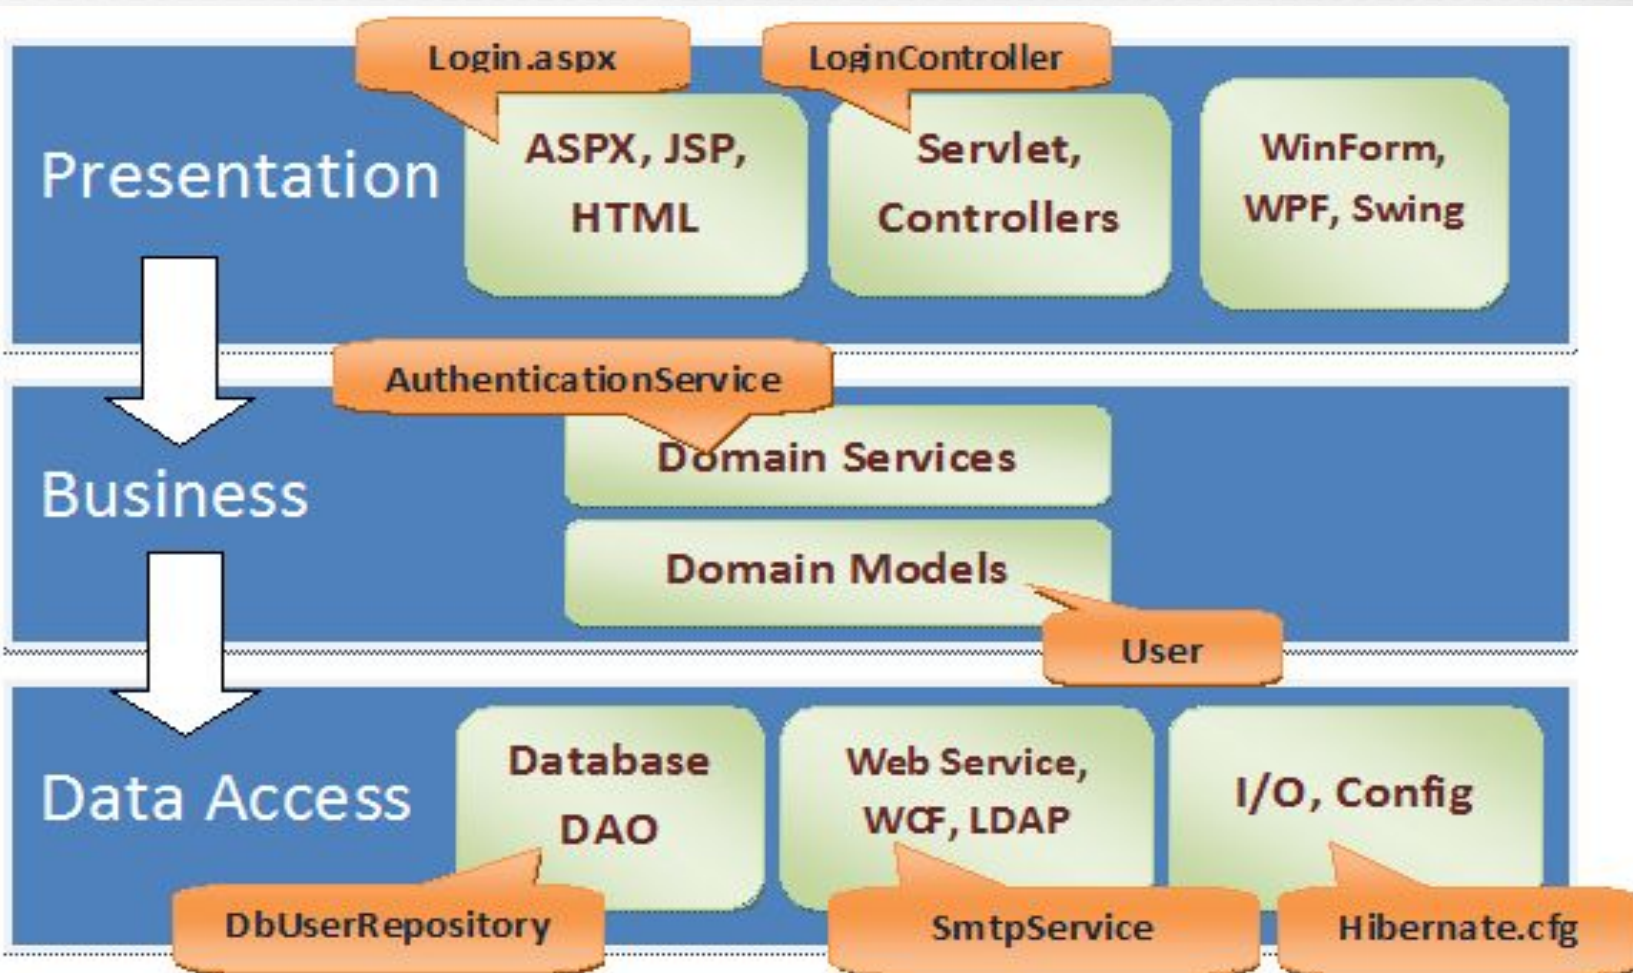 Login.aspx
LoginController
Presentation
ASPX, JSP,
HTML
Servlet,
Controllers
WinForm,
WPF, Swing
AuthenticationService
Business
Domain Services
Domain Models
User
Data Access
Database
DAO
Web Service,
WCF, LDAP
I/O, Config
DbUserRepository
SmtpService
Hibernate.cfg